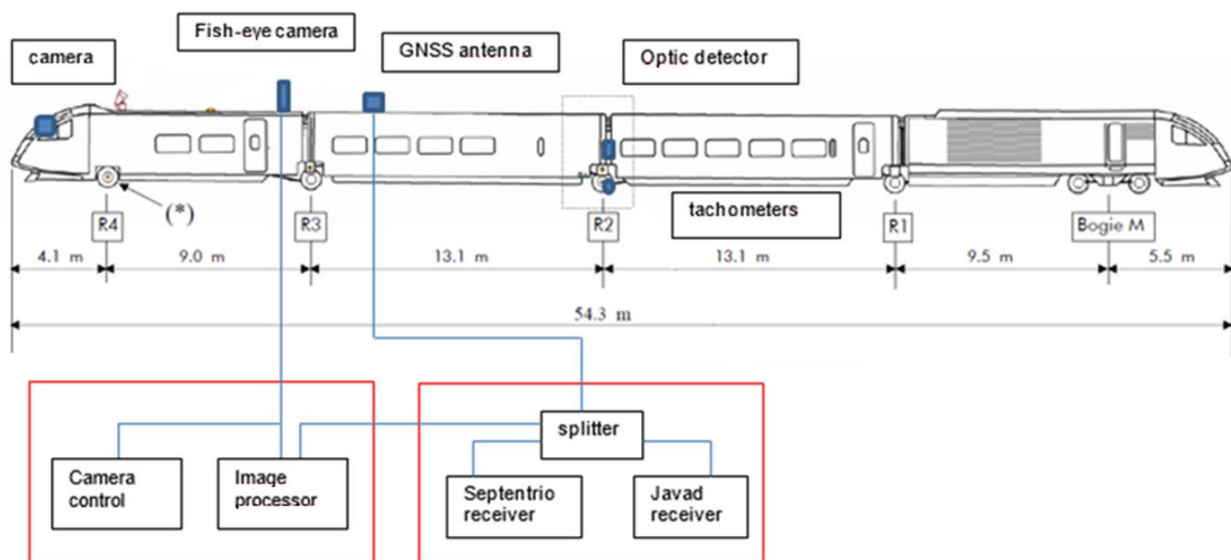 camera
Fish-eye camera
GNSS antenna
Optic detector
(*)
tachometers
R4
R3
R2
R1
Bogie M
4.1 m
9.0 m
13.1 m
13.1 m
9.5 m
5.5 m
54.3 m
splitter
Camera
control
Image
processor
Septentrio
receiver
Javad
receiver